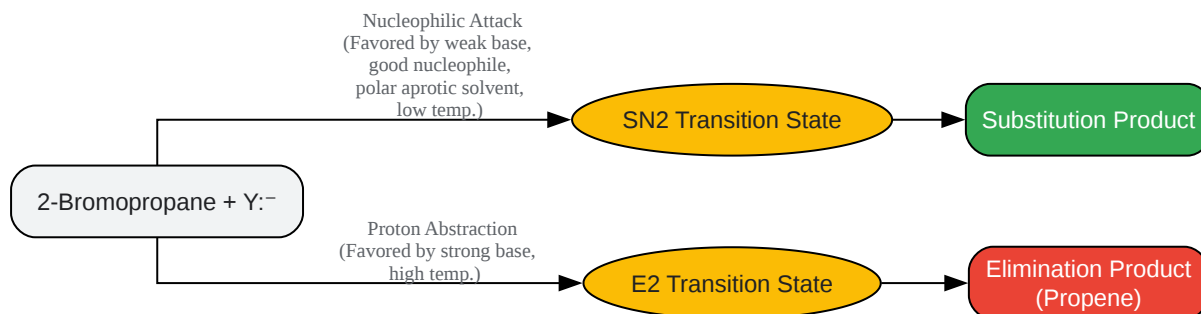 Nucleophilic Attack
(Favored by weak base,
good nucleophile,
polar aprotic solvent,
low temp.)
SN2 Transition State
Substitution Product
2-Bromopropane + Y:⁻
Proton Abstraction
(Favored by strong base,
high temp.)
E2 Transition State
Elimination Product
(Propene)